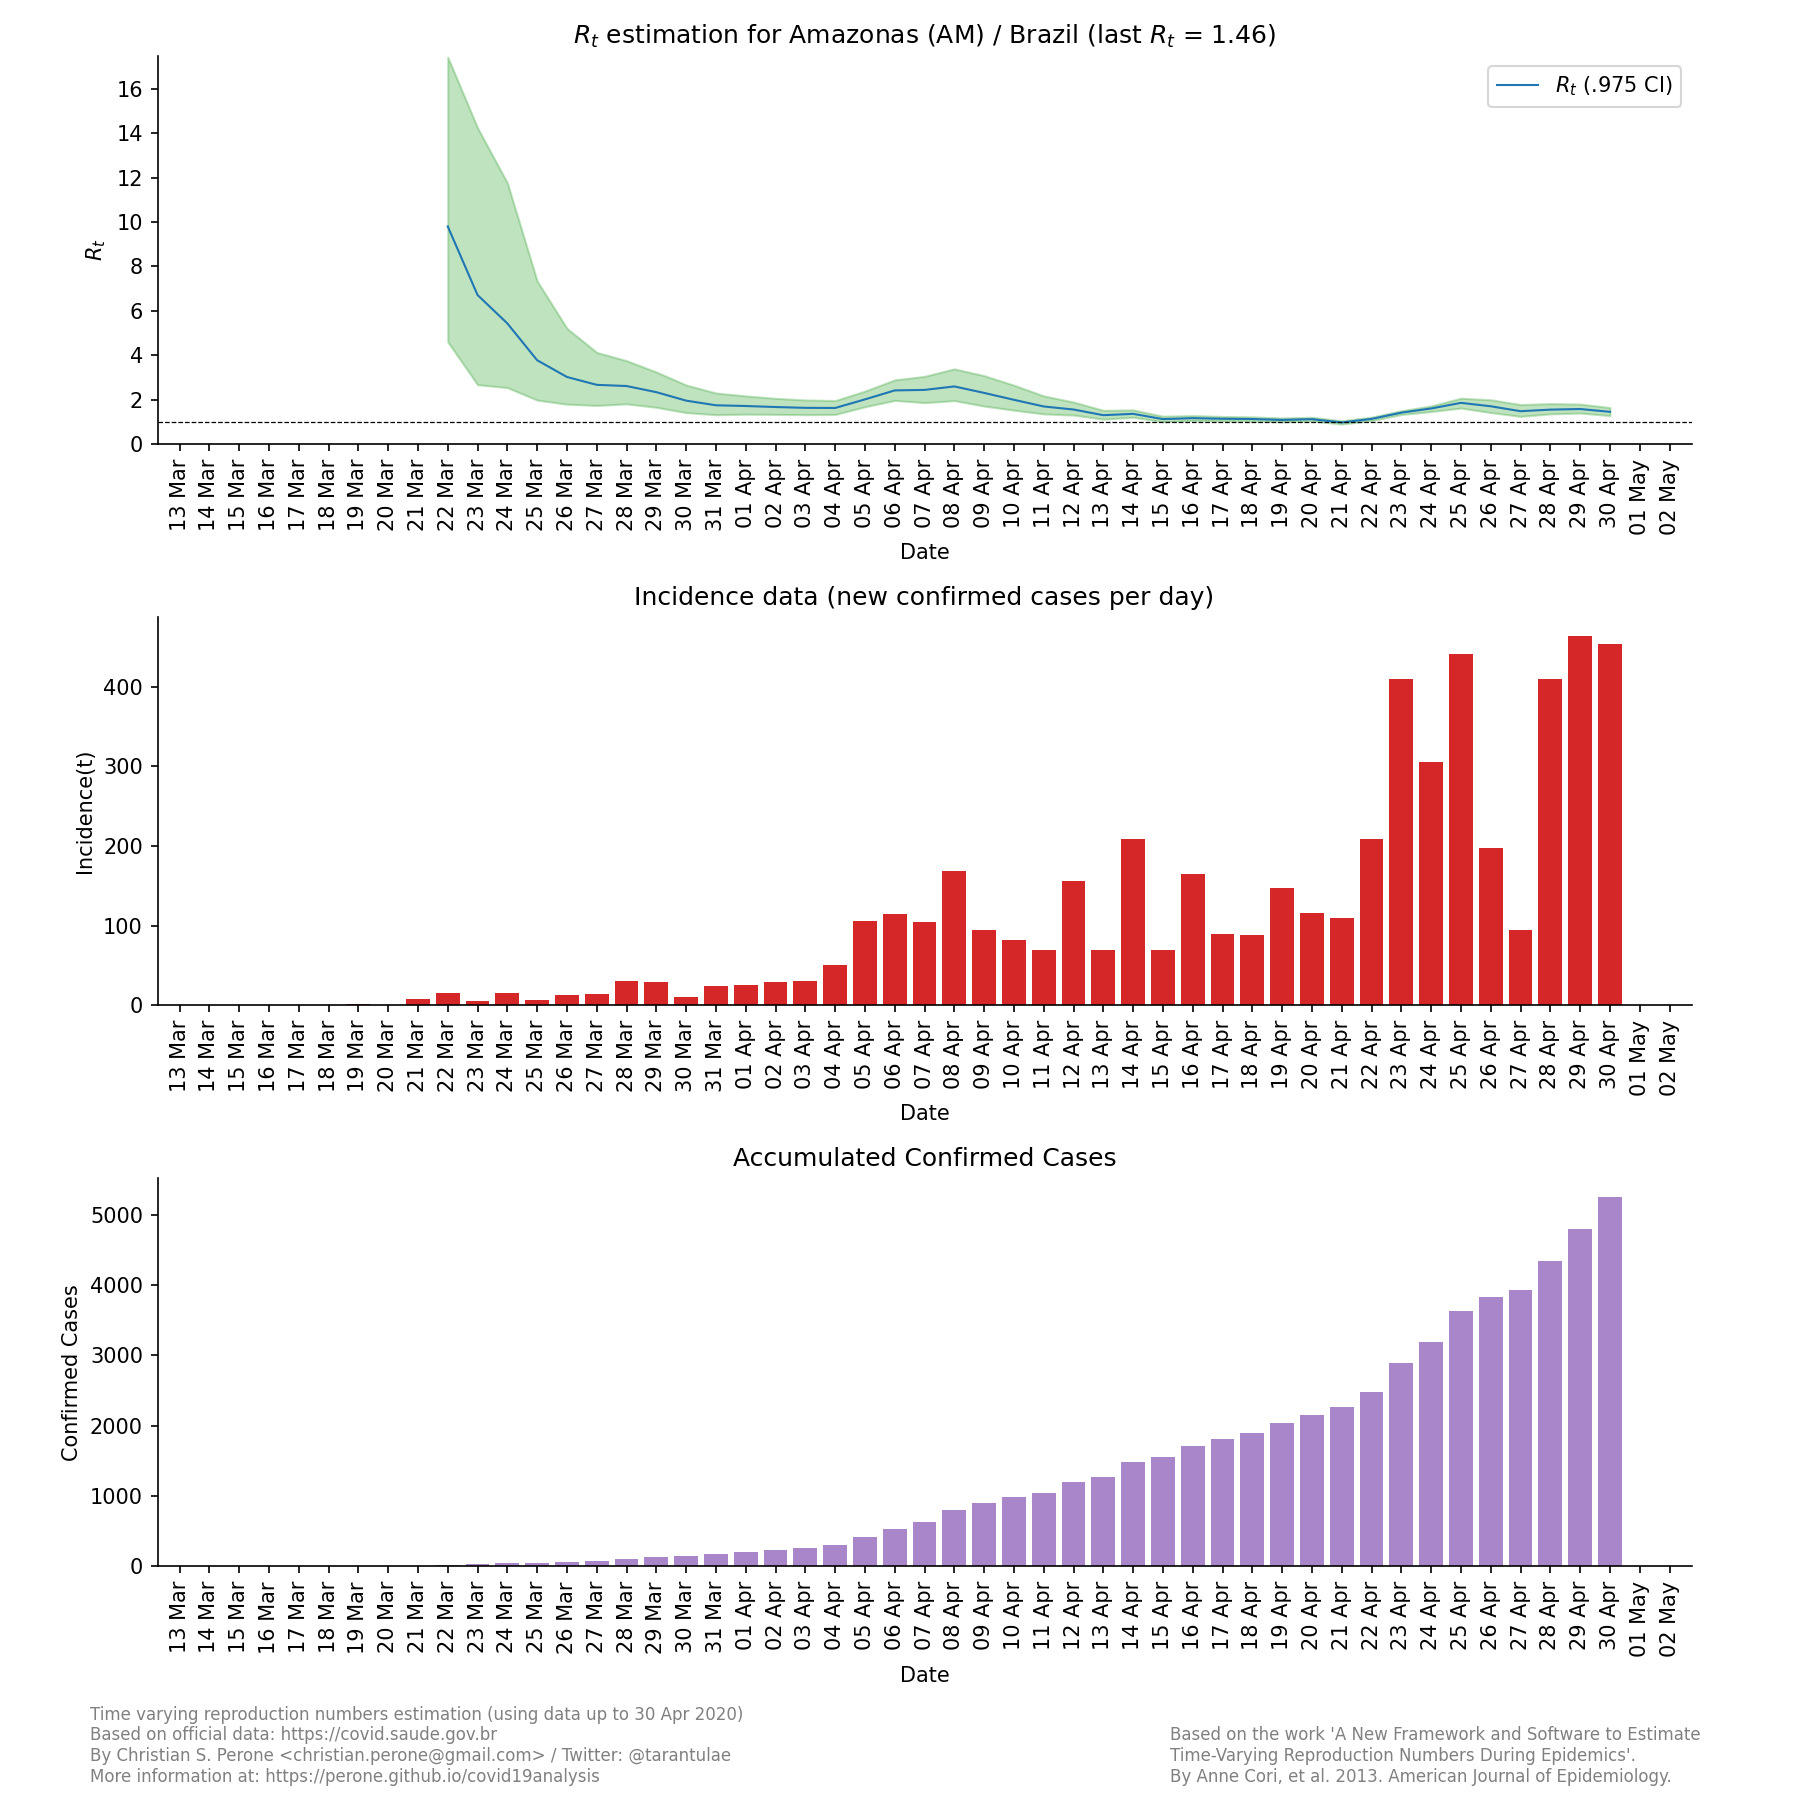 R_t estimation for Amazonas (AM) / Brazil (last R_t = 1.46)
R_t (.975 CI)
R_t
16
14
12
10
8
6
4
2
0
13 Mar 14 Mar 15 Mar 16 Mar 17 Mar 18 Mar 19 Mar 20 Mar 21 Mar 22 Mar 23 Mar 24 Mar 25 Mar 26 Mar 27 Mar 28 Mar 29 Mar 30 Mar 31 Mar 01 Apr 02 Apr 03 Apr 04 Apr 05 Apr 06 Apr 07 Apr 08 Apr 09 Apr 10 Apr 11 Apr 12 Apr 13 Apr 14 Apr 15 Apr 16 Apr 17 Apr 18 Apr 19 Apr 20 Apr 21 Apr 22 Apr 23 Apr 24 Apr 25 Apr 26 Apr 27 Apr 28 Apr 29 Apr 30 Apr 01 May 02 May
Date
Incidence data (new confirmed cases per day)
Incidence(t)
400
300
200
100
0
13 Mar 14 Mar 15 Mar 16 Mar 17 Mar 18 Mar 19 Mar 20 Mar 21 Mar 22 Mar 23 Mar 24 Mar 25 Mar 26 Mar 27 Mar 28 Mar 29 Mar 30 Mar 31 Mar 01 Apr 02 Apr 03 Apr 04 Apr 05 Apr 06 Apr 07 Apr 08 Apr 09 Apr 10 Apr 11 Apr 12 Apr 13 Apr 14 Apr 15 Apr 16 Apr 17 Apr 18 Apr 19 Apr 20 Apr 21 Apr 22 Apr 23 Apr 24 Apr 25 Apr 26 Apr 27 Apr 28 Apr 29 Apr 30 Apr 01 May 02 May
Date
Accumulated Confirmed Cases
Confirmed Cases
5000
4000
3000
2000
1000
0
13 Mar 14 Mar 15 Mar 16 Mar 17 Mar 18 Mar 19 Mar 20 Mar 21 Mar 22 Mar 23 Mar 24 Mar 25 Mar 26 Mar 27 Mar 28 Mar 29 Mar 30 Mar 31 Mar 01 Apr 02 Apr 03 Apr 04 Apr 05 Apr 06 Apr 07 Apr 08 Apr 09 Apr 10 Apr 11 Apr 12 Apr 13 Apr 14 Apr 15 Apr 16 Apr 17 Apr 18 Apr 19 Apr 20 Apr 21 Apr 22 Apr 23 Apr 24 Apr 25 Apr 26 Apr 27 Apr 28 Apr 29 Apr 30 Apr 01 May 02 May
Date
Time varying reproduction numbers estimation (using data up to 30 Apr 2020)
Based on official data: https://covid.saude.gov.br
By Christian S. Perone <christian.perone@gmail.com> / Twitter: @tarantulae
More information at: https://perone.github.io/covid19analysis
Based on the work 'A New Framework and Software to Estimate
Time-Varying Reproduction Numbers During Epidemics'.
By Anne Cori, et al. 2013. American Journal of Epidemiology.